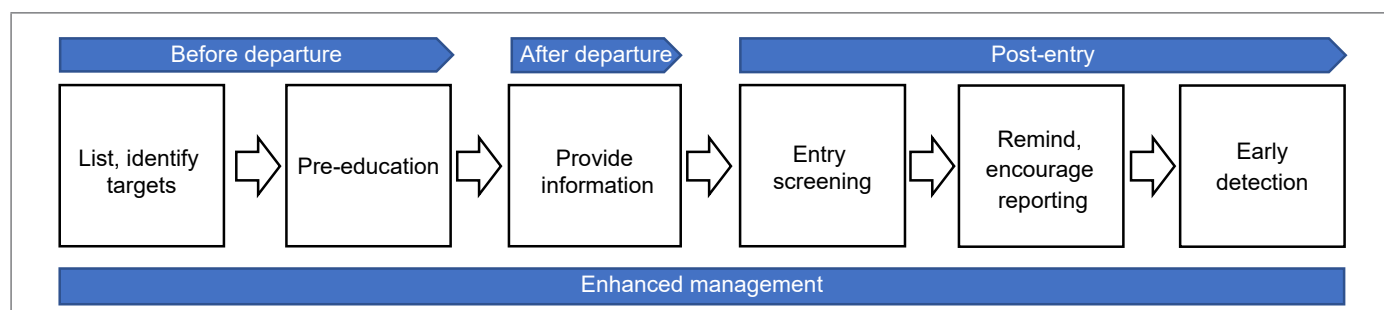 Before departure
After departure
Post-entry
List, identify
targets
Pre-education
Provide
information
Entry
screening
Remind,
encourage
reporting
Early
detection
Enhanced management